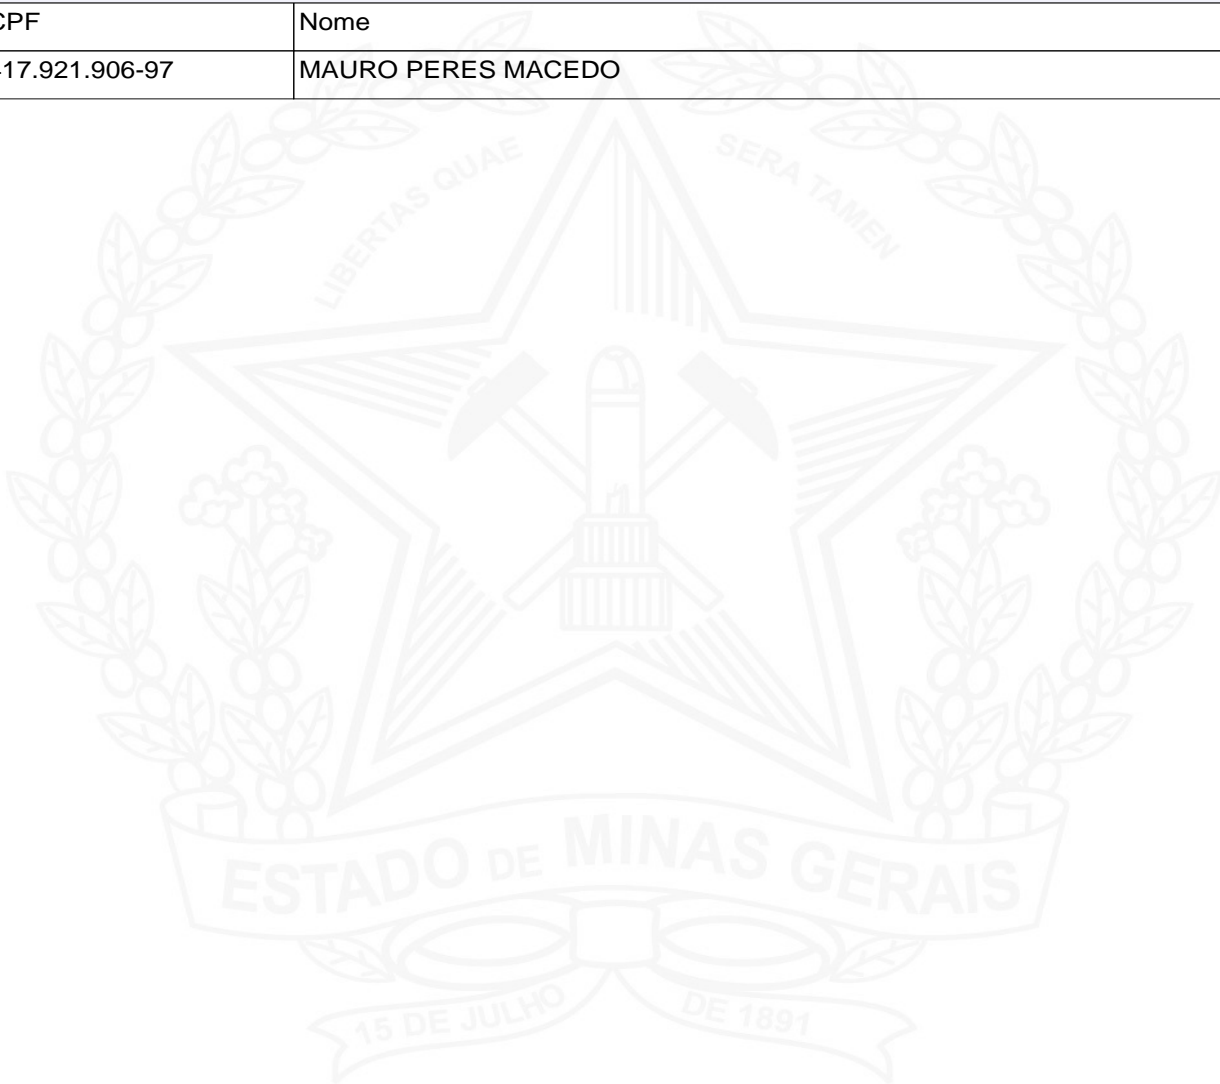 CPF Nome
417.921.906-97 MAURO PERES MACEDO
LIBERTAS QUAE SERA TAMEN
ESTADO DE MINAS GERAIS
15 DE JULHO DE 1891